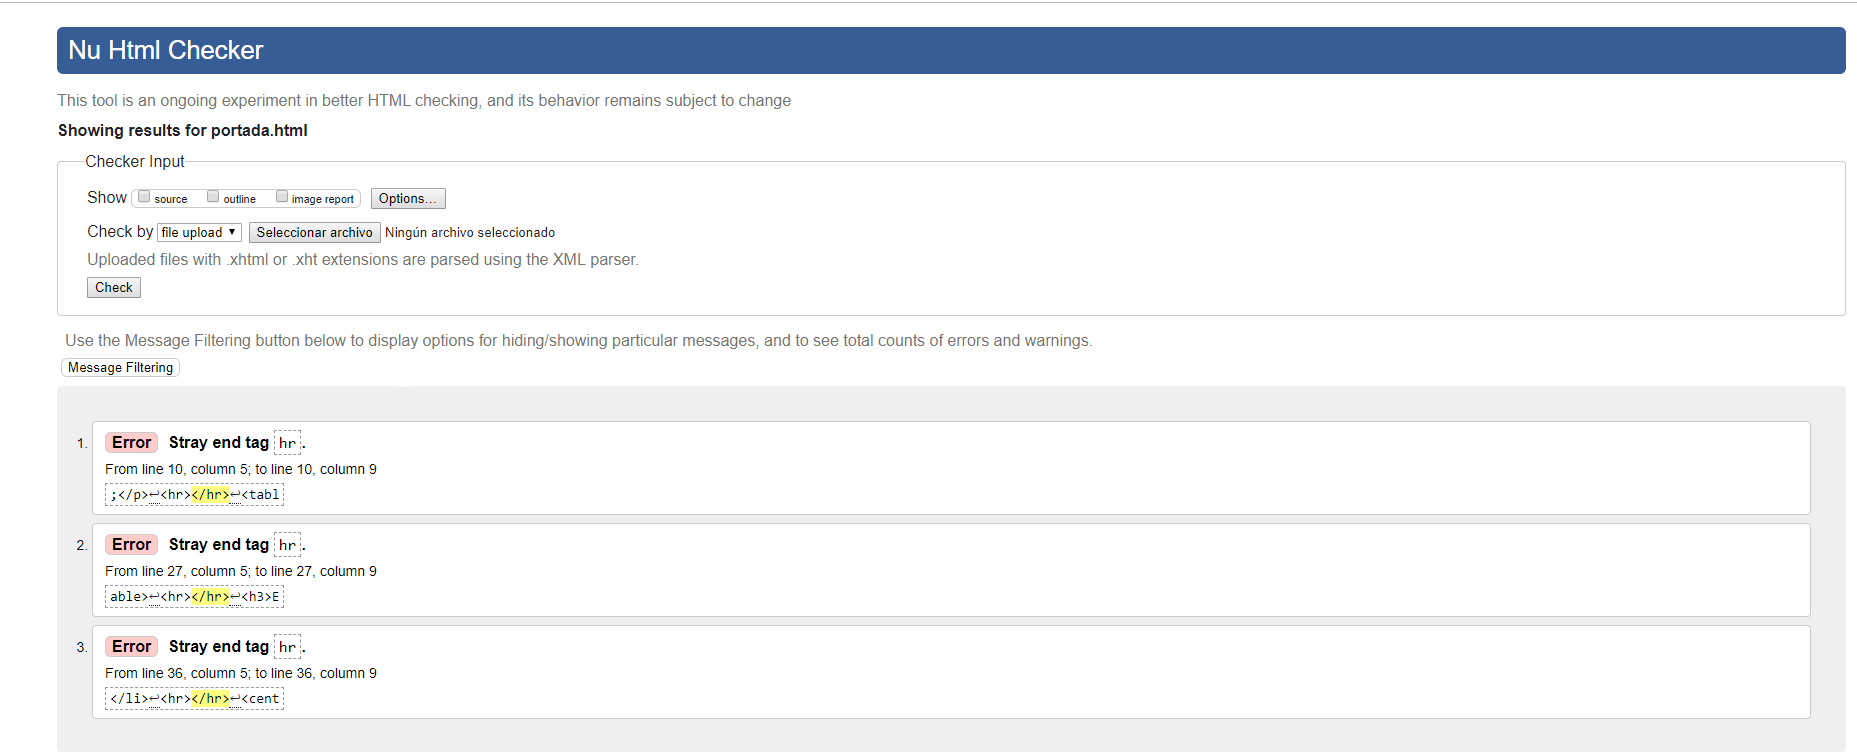 Nu Html Checker
This tool is an ongoing experiment in better HTML checking, and its behavior remains subject to change
Showing results for portada.html
Checker Input
Show source outline image report Options...
Check by file upload Seleccionar archivo Ningún archivo seleccionado
Uploaded files with .xhtml or .xht extensions are parsed using the XML parser.
Check
Use the Message Filtering button below to display options for hiding/showing particular messages, and to see total counts of errors and warnings.
Message Filtering
1. Error Stray end tag hr.
From line 10, column 5; to line 10, column 9
;</p>↩<hr></hr>↩<tabl
2. Error Stray end tag hr.
From line 27, column 5; to line 27, column 9
able>↩<hr></hr>↩<h3>E
3. Error Stray end tag hr.
From line 36, column 5; to line 36, column 9
</li>↩<hr></hr>↩<cent